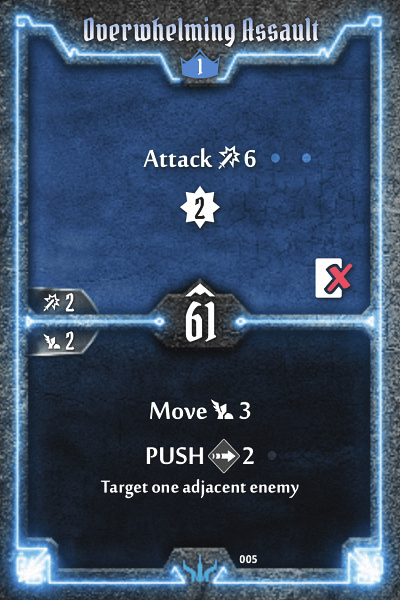 Overwhelming Assault
1
Attack 6
2
2
61
2
Move 3
PUSH 2
Target one adjacent enemy
005